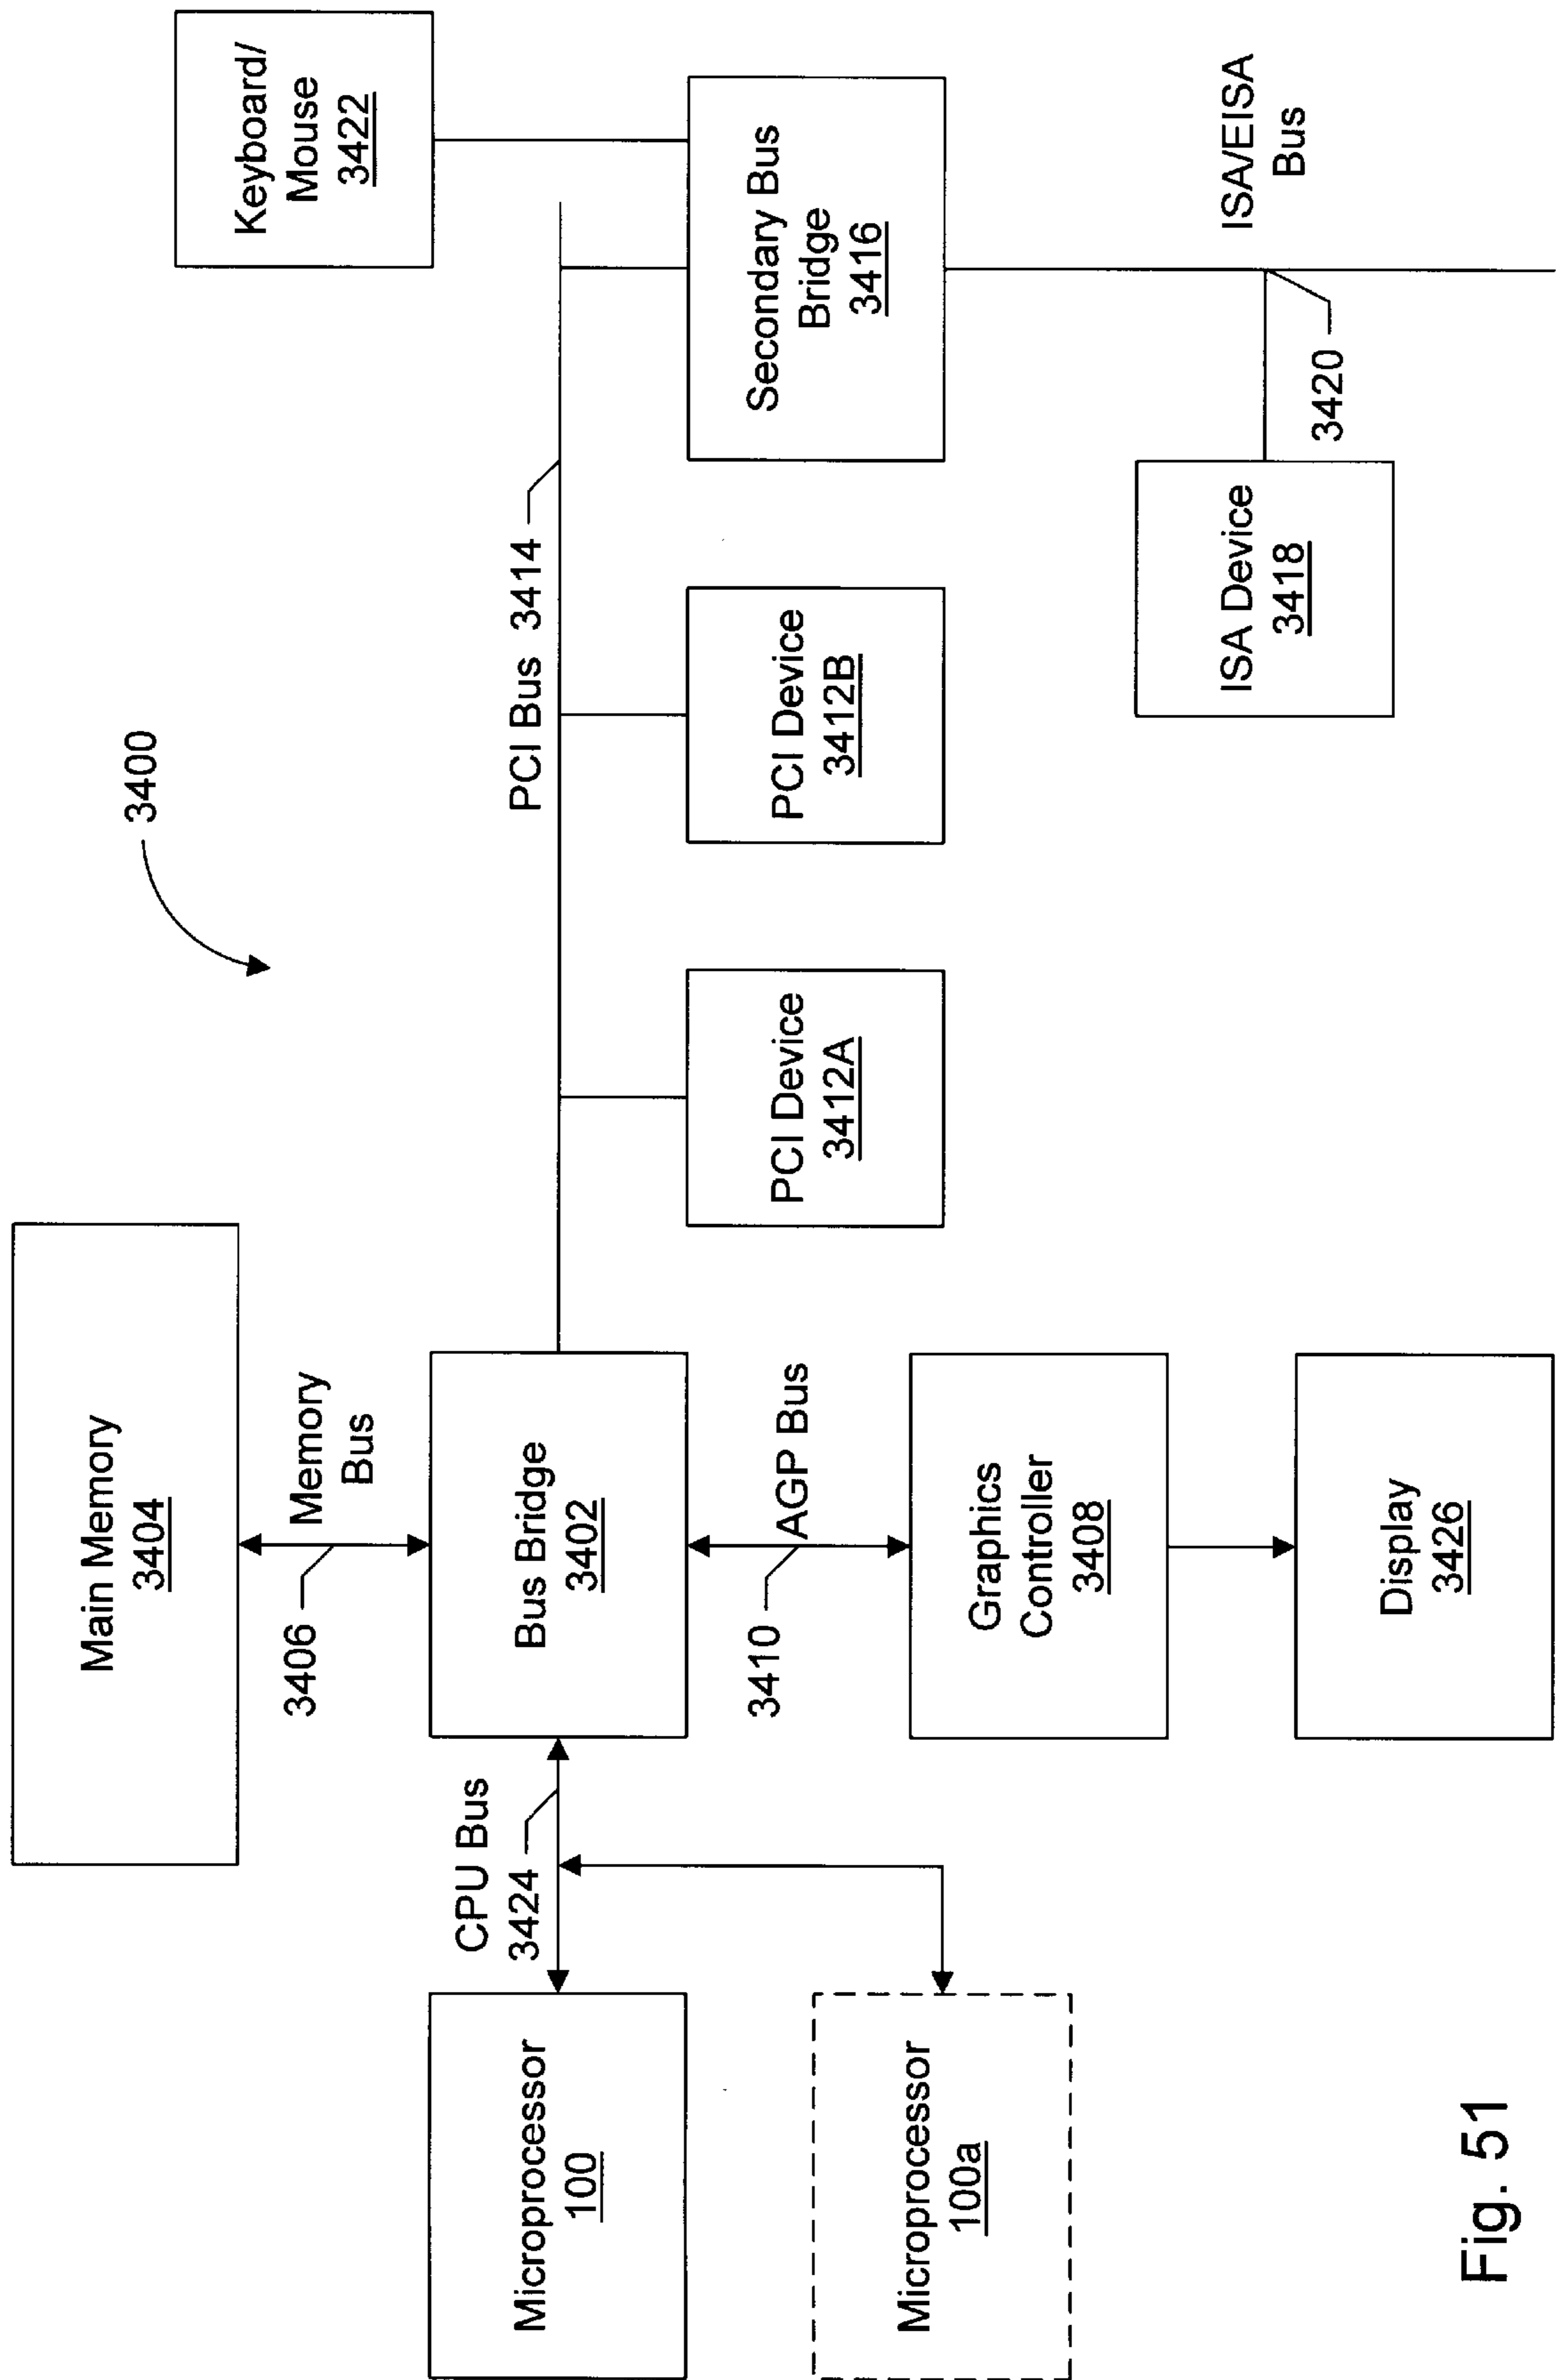 3400
Main Memory
3404
3406
Memory
Bus
Keyboard/
Mouse
3422
CPU Bus
3424
PCI Bus 3414
Microprocessor
100
Bus Bridge
3402
3410
AGP Bus
PCI Device
3412A
PCI Device
3412B
Secondary Bus
Bridge
3416
Microprocessor
100a
Graphics
Controller
3408
ISA Device
3418
3420
ISA/EISA
Bus
Display
3426
Fig. 51